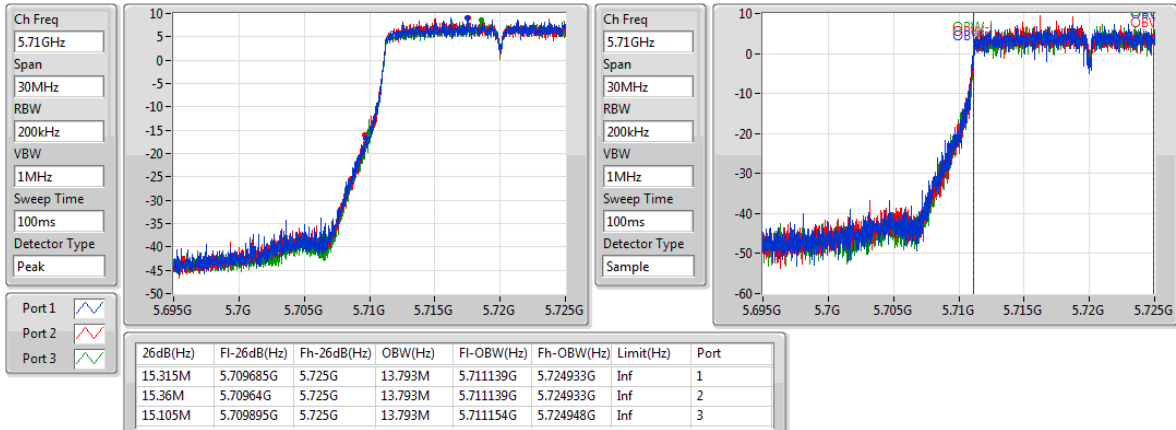 Ch Freq
5.71GHz
Span
30MHz
RBW
200kHz
VBW
1MHz
Sweep Time
100ms
Detector Type
Peak
10
5
0
-5
-10
-15
-20
-25
-30
-35
-40
-45
-50
5.695G 5.7G 5.705G 5.71G 5.715G 5.72G 5.725G
Ch Freq
5.71GHz
Span
30MHz
RBW
200kHz
VBW
1MHz
Sweep Time
100ms
Detector Type
Sample
10
0
-10
-20
-30
-40
-50
-60
5.695G 5.7G 5.705G 5.71G 5.715G 5.72G 5.725G
Port 1
Port 2
Port 3
26dB(Hz) Fl-26dB(Hz) Fh-26dB(Hz) OBW(Hz) Fl-OBW(Hz) Fh-OBW(Hz) Limit(Hz) Port
15.315M 5.709685G 5.725G 13.793M 5.711139G 5.724933G Inf 1
15.36M 5.70964G 5.725G 13.793M 5.711139G 5.724933G Inf 2
15.105M 5.709895G 5.725G 13.793M 5.711154G 5.724948G Inf 3